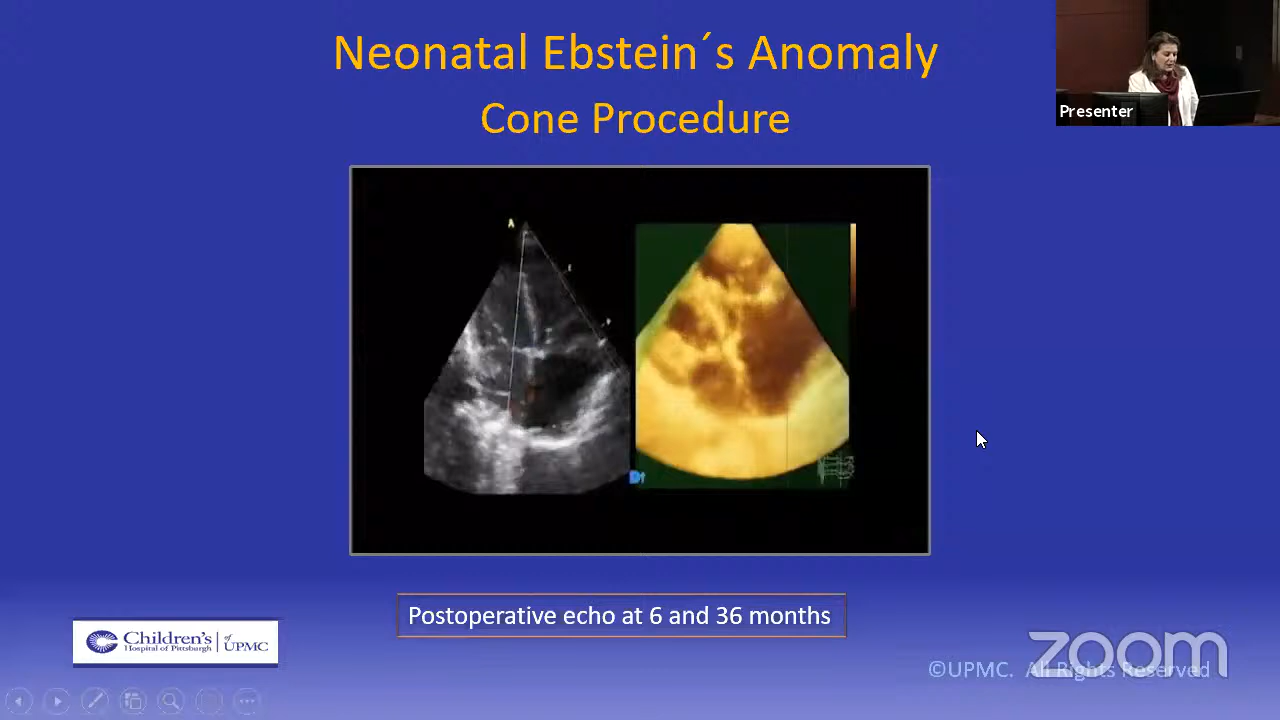 Neonatal Ebstein´s Anomaly
Cone Procedure
Presenter
A
Postoperative echo at 6 and 36 months
Children's
Hospital of Pittsburgh
of
UPMC
zoom
©UPMC. All Rights Reserved